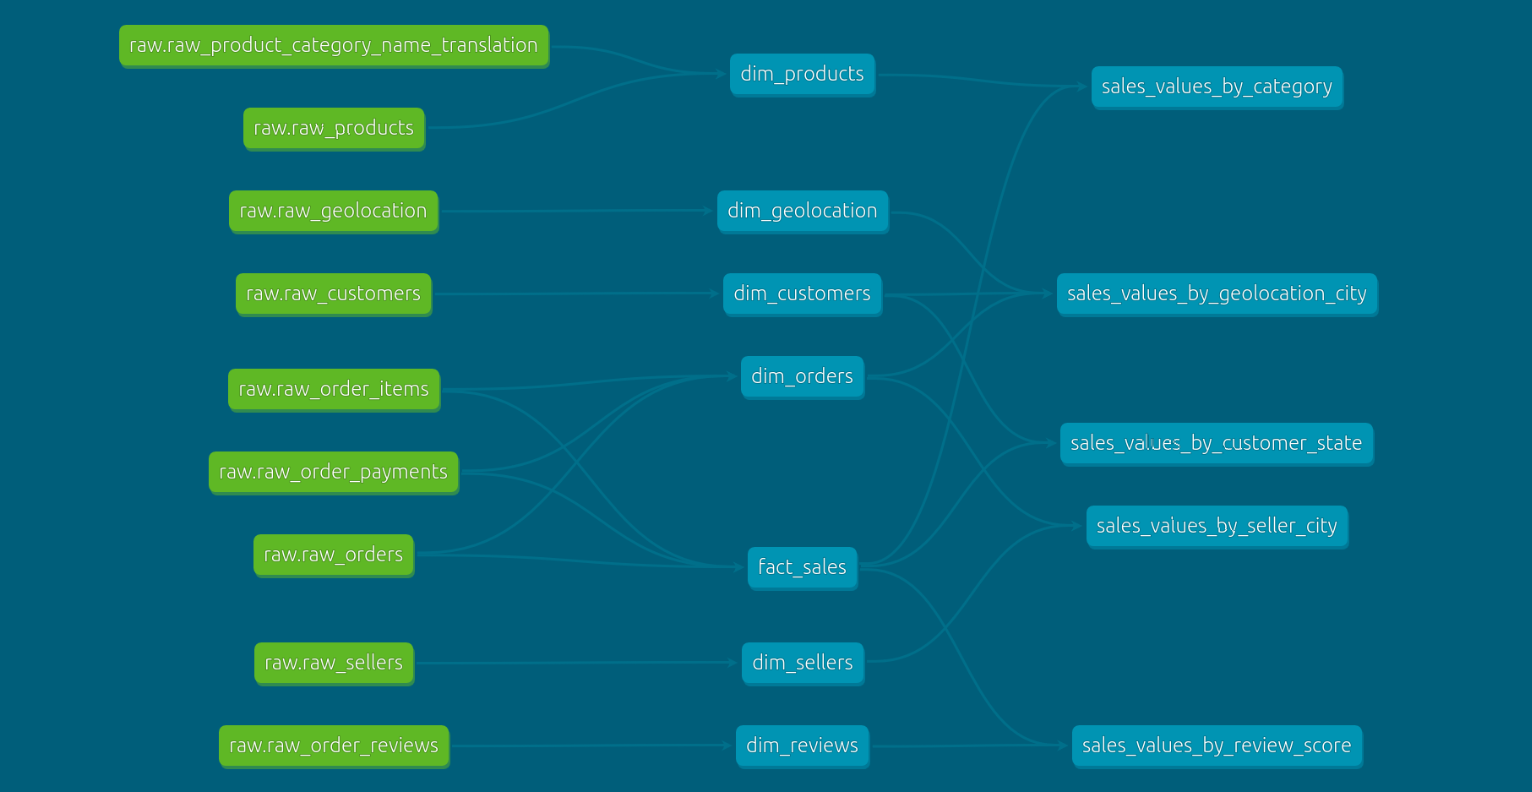 raw.raw_product_category_name_translation
raw.raw_products
raw.raw_geolocation
raw.raw_customers
raw.raw_order_items
raw.raw_order_payments
raw.raw_orders
raw.raw_sellers
raw.raw_order_reviews
dim_products
dim_geolocation
dim_customers
dim_orders
fact_sales
dim_sellers
dim_reviews
sales_values_by_category
sales_values_by_geolocation_city
sales_values_by_customer_state
sales_values_by_seller_city
sales_values_by_review_score